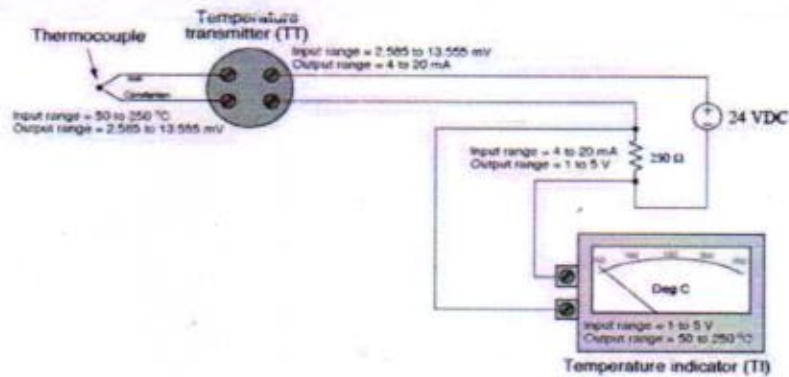 Temperature
transmitter (TT)
Thermocouple
Input range = 2.585 to 13.555 mV
Output range = 4 to 20 mA
Constantan
Input range = 50 to 250 °C
Output range = 2.585 to 13.555 mV
24 VDC
Input range = 4 to 20 mA
Output range = 1 to 5 V
250 Ω
Deg C
Input range = 1 to 5 V
Output range = 50 to 250 °C
Temperature indicator (TI)